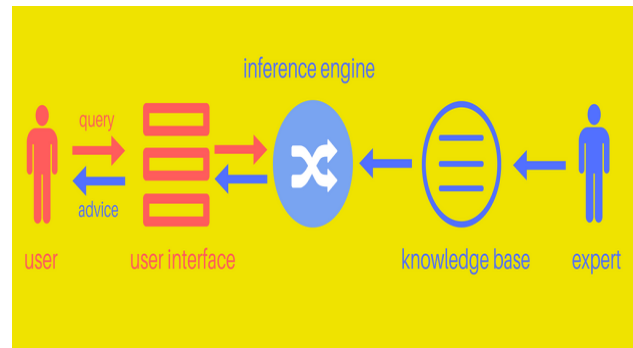 inference engine
query
advice
user
user interface
knowledge base
expert